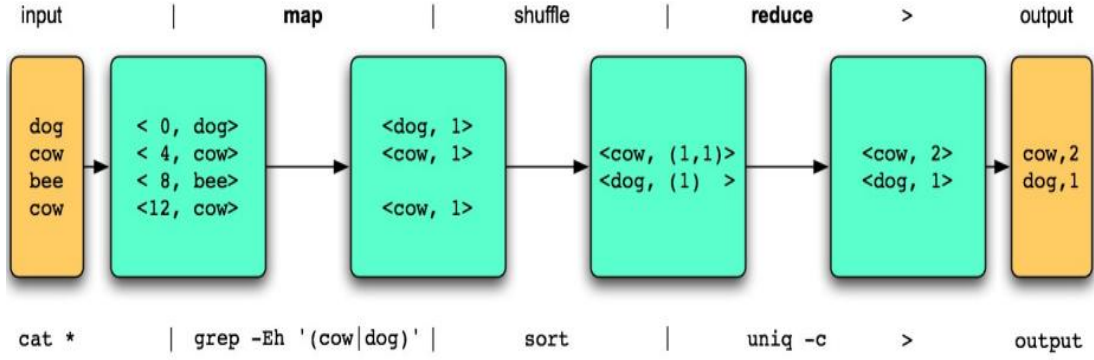 input | map | shuffle | reduce > output
dog
cow
bee
cow
< 0, dog>
< 4, cow>
< 8, bee>
<12, cow>
<dog, 1>
<cow, 1>
<cow, 1>
<cow, (1,1)>
<dog, (1) >
<cow, 2>
<dog, 1>
cow,2
dog,1
cat * | grep -Eh '(cow|dog)' | sort | uniq -c > output